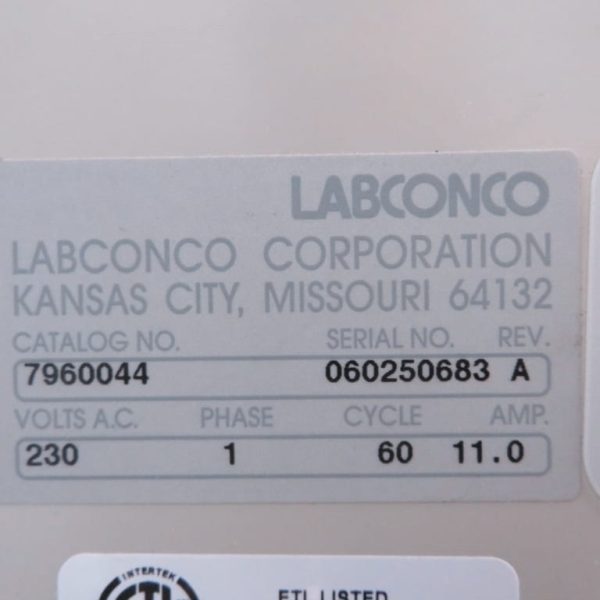 LABCONCO
LABCONCO CORPORATION
KANSAS CITY, MISSOURI 64132
CATALOG NO. SERIAL NO. REV.
7960044 060250683 A
VOLTS A.C. PHASE CYCLE AMP.
230 1 60 11.0
INTERTEK
ETL LISTED